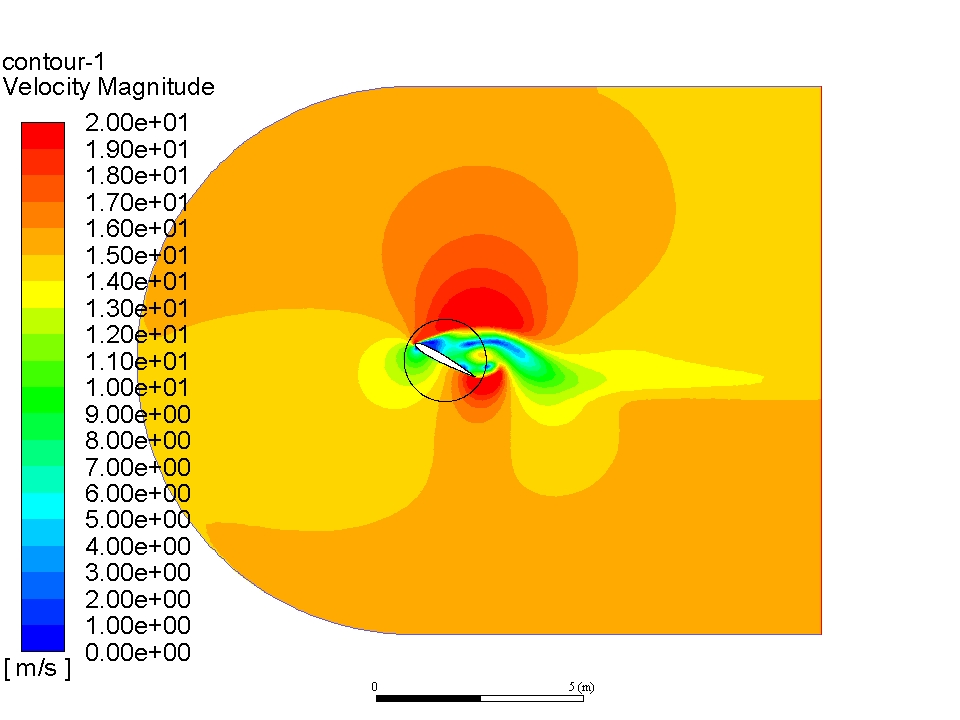 contour-1
Velocity Magnitude
2.00e+01
1.90e+01
1.80e+01
1.70e+01
1.60e+01
1.50e+01
1.40e+01
1.30e+01
1.20e+01
1.10e+01
1.00e+01
9.00e+00
8.00e+00
7.00e+00
6.00e+00
5.00e+00
4.00e+00
3.00e+00
2.00e+00
1.00e+00
0.00e+00
[ m/s ]
0 5 (m)